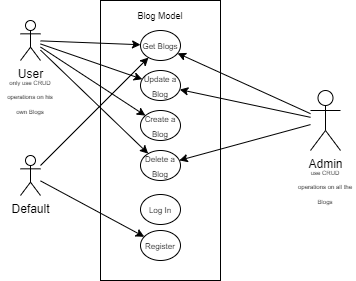 Blog Model
Get Blogs
Update a
Blog
Create a
Blog
Delete a
Blog
Log In
Register
User
only use CRUD
operations on his
own Blogs
Default
Admin
use CRUD
operations on all the
Blogs